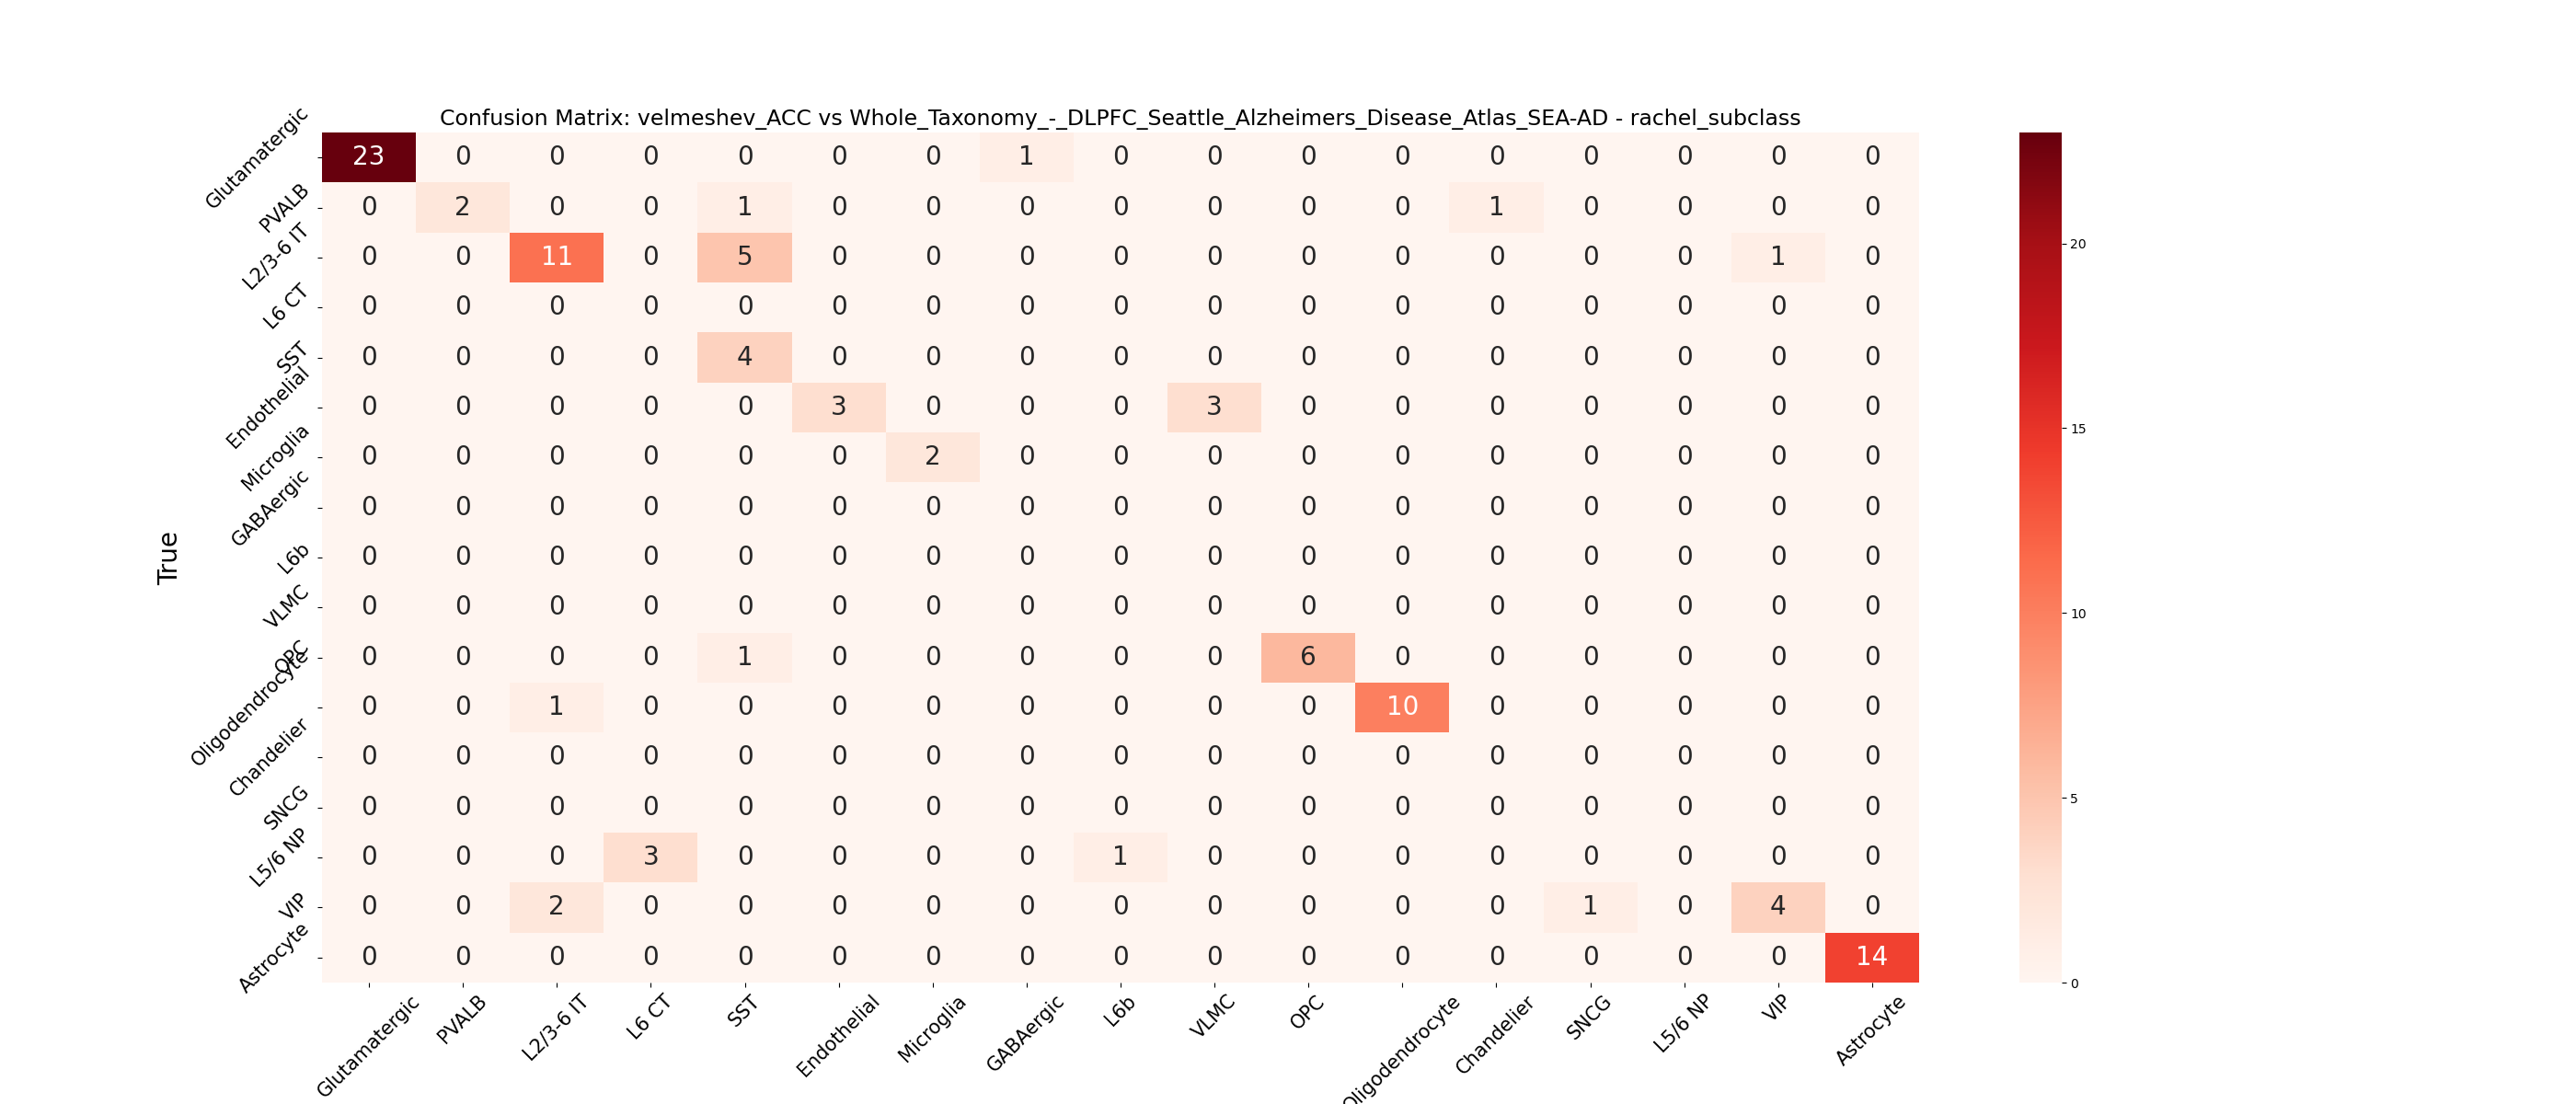 Confusion Matrix: velmeshev_ACC vs Whole_Taxonomy_-_DLPFC_Seattle_Alzheimers_Disease_Atlas_SEA-AD - rachel_subclass
True
Glutamatergic 23 0 0 0 0 0 0 1 0 0 0 0 0 0 0 0 0
PVALB 0 2 0 0 1 0 0 0 0 0 0 0 1 0 0 0 0
L2/3-6 IT 0 0 11 0 5 0 0 0 0 0 0 0 0 0 0 1 0
L6 CT 0 0 0 0 0 0 0 0 0 0 0 0 0 0 0 0 0
SST 0 0 0 0 4 0 0 0 0 0 0 0 0 0 0 0 0
Endothelial 0 0 0 0 0 3 0 0 0 3 0 0 0 0 0 0 0
Microglia 0 0 0 0 0 0 2 0 0 0 0 0 0 0 0 0 0
GABAergic 0 0 0 0 0 0 0 0 0 0 0 0 0 0 0 0 0
L6b 0 0 0 0 0 0 0 0 0 0 0 0 0 0 0 0 0
VLMC 0 0 0 0 0 0 0 0 0 0 0 0 0 0 0 0 0
OPC 0 0 0 0 1 0 0 0 0 0 6 0 0 0 0 0 0
Oligodendrocyte 0 0 1 0 0 0 0 0 0 0 0 10 0 0 0 0 0
Chandelier 0 0 0 0 0 0 0 0 0 0 0 0 0 0 0 0 0
SNCG 0 0 0 0 0 0 0 0 0 0 0 0 0 0 0 0 0
L5/6 NP 0 0 0 3 0 0 0 0 1 0 0 0 0 0 0 0 0
VIP 0 0 2 0 0 0 0 0 0 0 0 0 0 1 0 4 0
Astrocyte 0 0 0 0 0 0 0 0 0 0 0 0 0 0 0 0 14
Glutamatergic PVALB L2/3-6 IT L6 CT SST Endothelial Microglia GABAergic L6b VLMC OPC Oligodendrocyte Chandelier SNCG L5/6 NP VIP Astrocyte
20
15
10
5
0